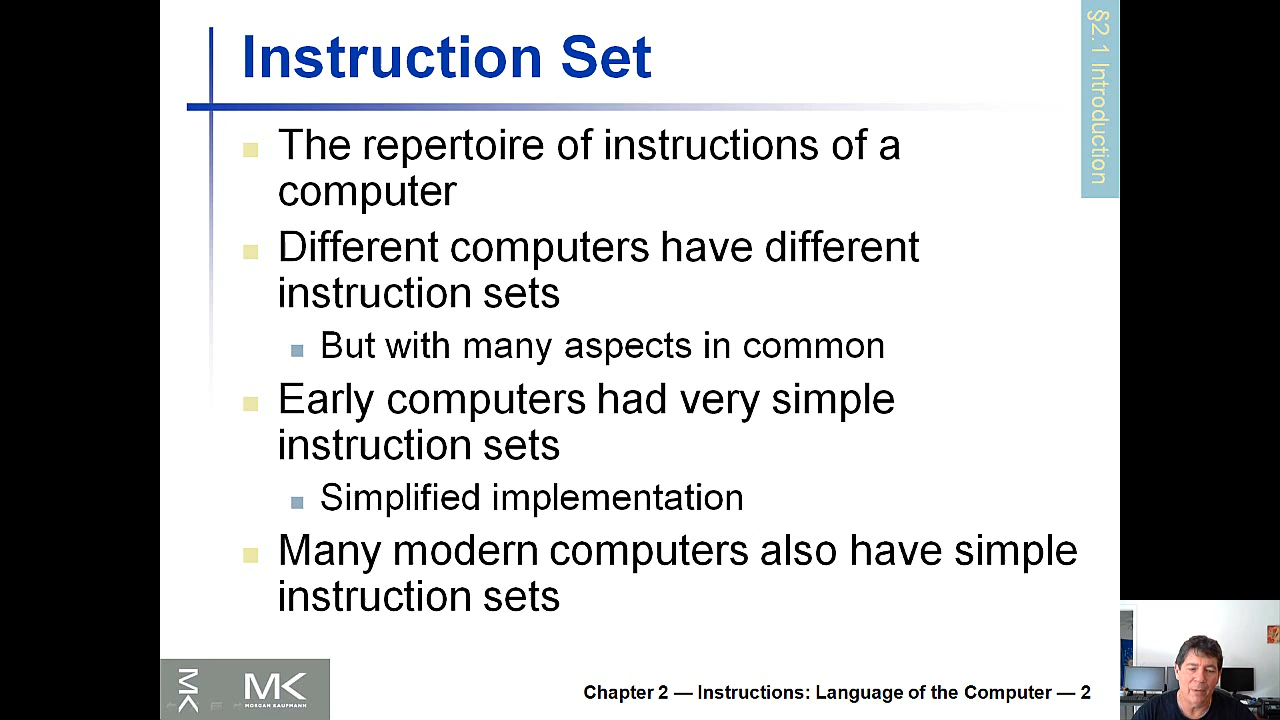 Instruction Set
§2.1 Introduction
The repertoire of instructions of a
computer
Different computers have different
instruction sets
But with many aspects in common
Early computers had very simple
instruction sets
Simplified implementation
Many modern computers also have simple
instruction sets
MK
MK
MORGAN KAUFMANN
Chapter 2 — Instructions: Language of the Computer — 2